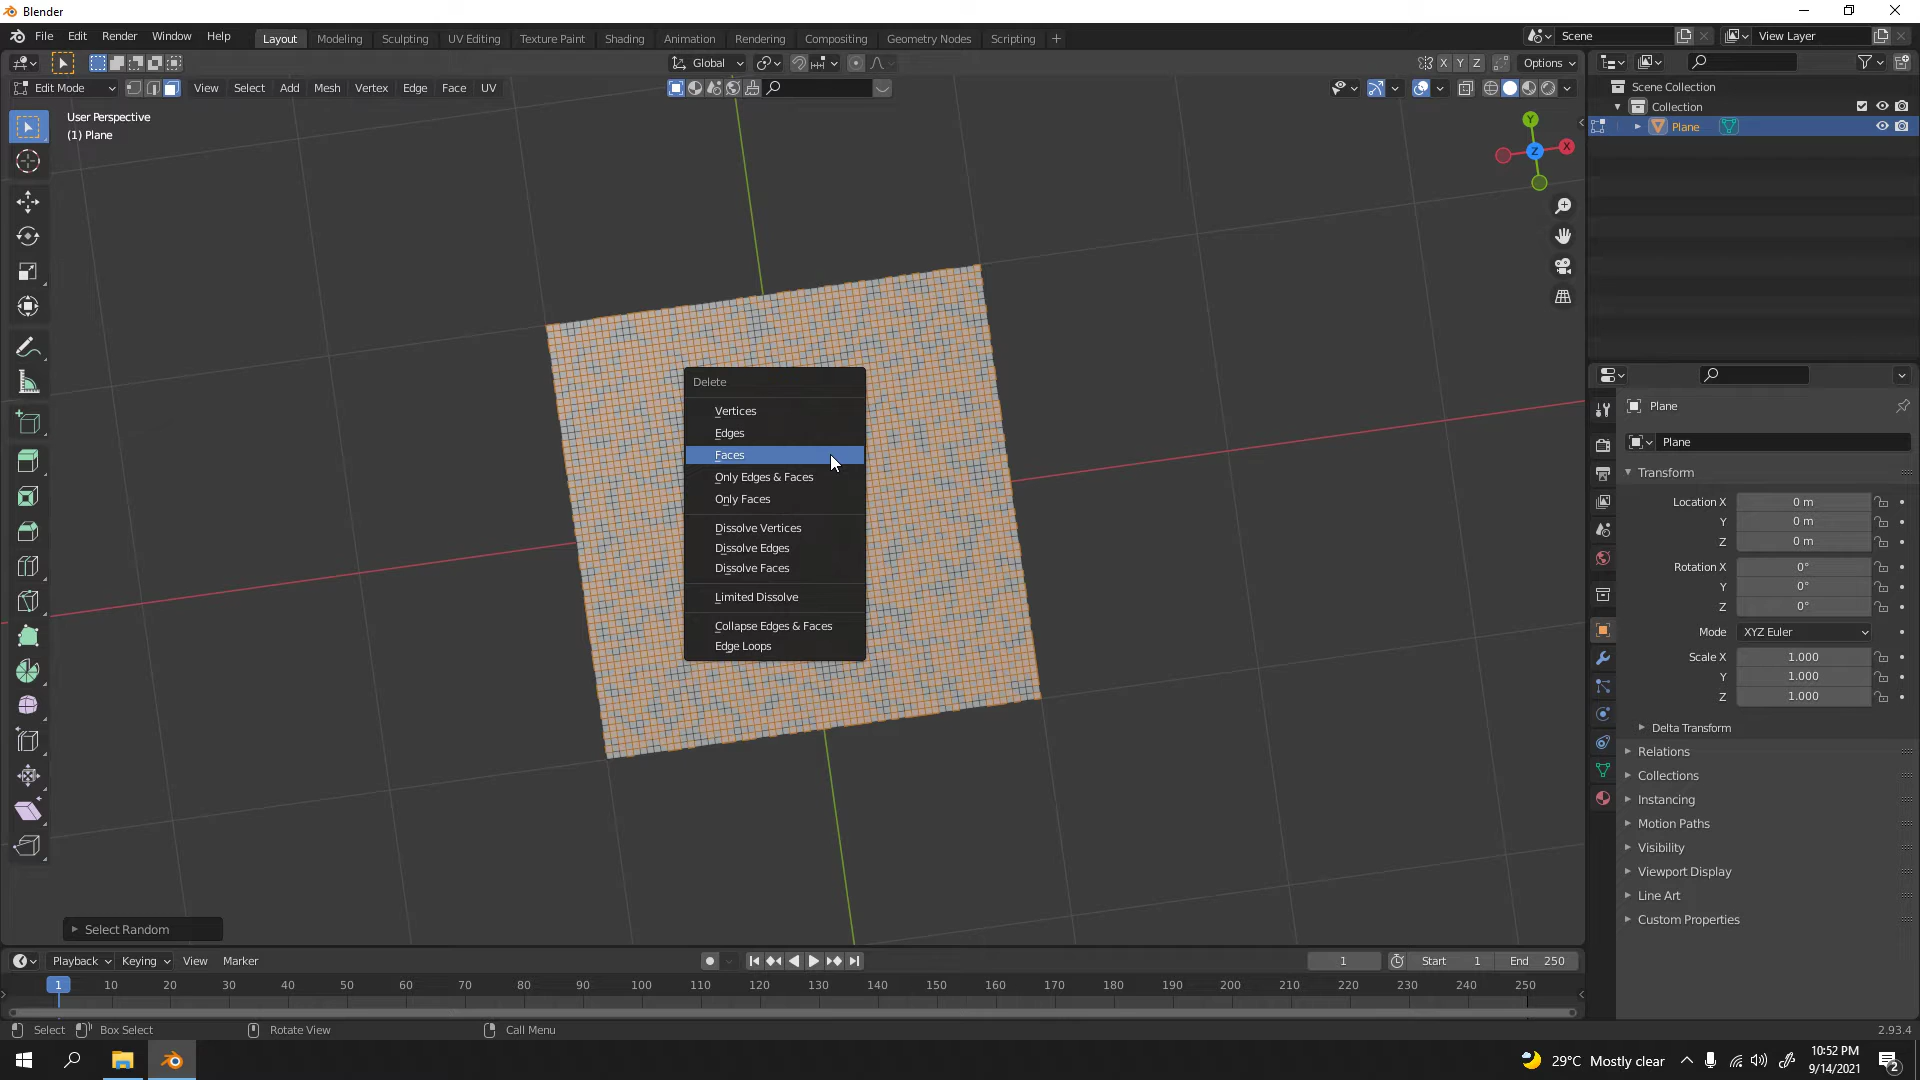 Blender
File Edit Render Window Help
Layout Modeling Sculpting UV Editing Texture Paint Shading Animation Rendering Compositing Geometry Nodes Scripting +
Scene
View Layer
Global
X Y Z Options
Edit Mode View Select Add Mesh Vertex Edge Face UV
User Perspective
(1) Plane
Y
X
Z
Scene Collection
Collection
Plane
Delete
Vertices
Edges
Faces
Only Edges & Faces
Only Faces
Dissolve Vertices
Dissolve Edges
Dissolve Faces
Limited Dissolve
Collapse Edges & Faces
Edge Loops
Plane
Plane
Transform
Location X 0 m
Y 0 m
Z 0 m
Rotation X 0°
Y 0°
Z 0°
Mode XYZ Euler
Scale X 1.000
Y 1.000
Z 1.000
Delta Transform
Relations
Collections
Instancing
Motion Paths
Visibility
Viewport Display
Line Art
Custom Properties
Select Random
Playback Keying View Marker
1 Start 1 End 250
1 10 20 30 40 50 60 70 80 90 100 110 120 130 140 150 160 170 180 190 200 210 220 230 240 250
Select Box Select Rotate View Call Menu 2.93.4
29°C Mostly clear
10:52 PM
9/14/2021
2